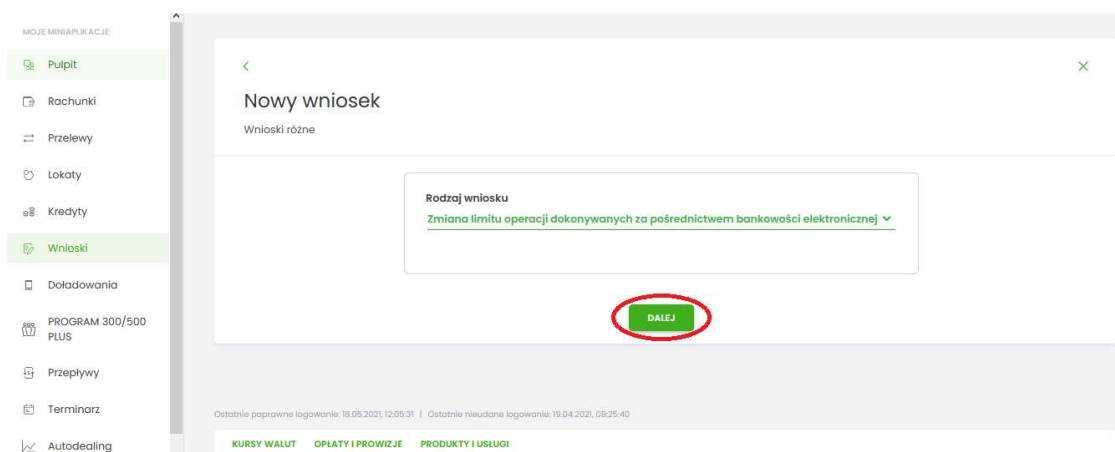 MOJE MINIAPLIKACJE
Pulpit
Rachunki
Przelewy
Lokaty
Kredyty
Wnioski
Doładowania
PROGRAM 300/500
PLUS
Przepływy
Terminarz
Autodealing
Nowy wniosek
Wnioski różne
Rodzaj wniosku
Zmiana limitu operacji dokonywanych za pośrednictwem bankowości elektronicznej
DALEJ
Ostatnie poprawne logowanie: 18.05.2021, 12:05:31 | Ostatnie nieudane logowanie: 19.04.2021, 09:25:40
KURSY WALUT OPŁATY I PROWIZJE PRODUKTY I USŁUGI